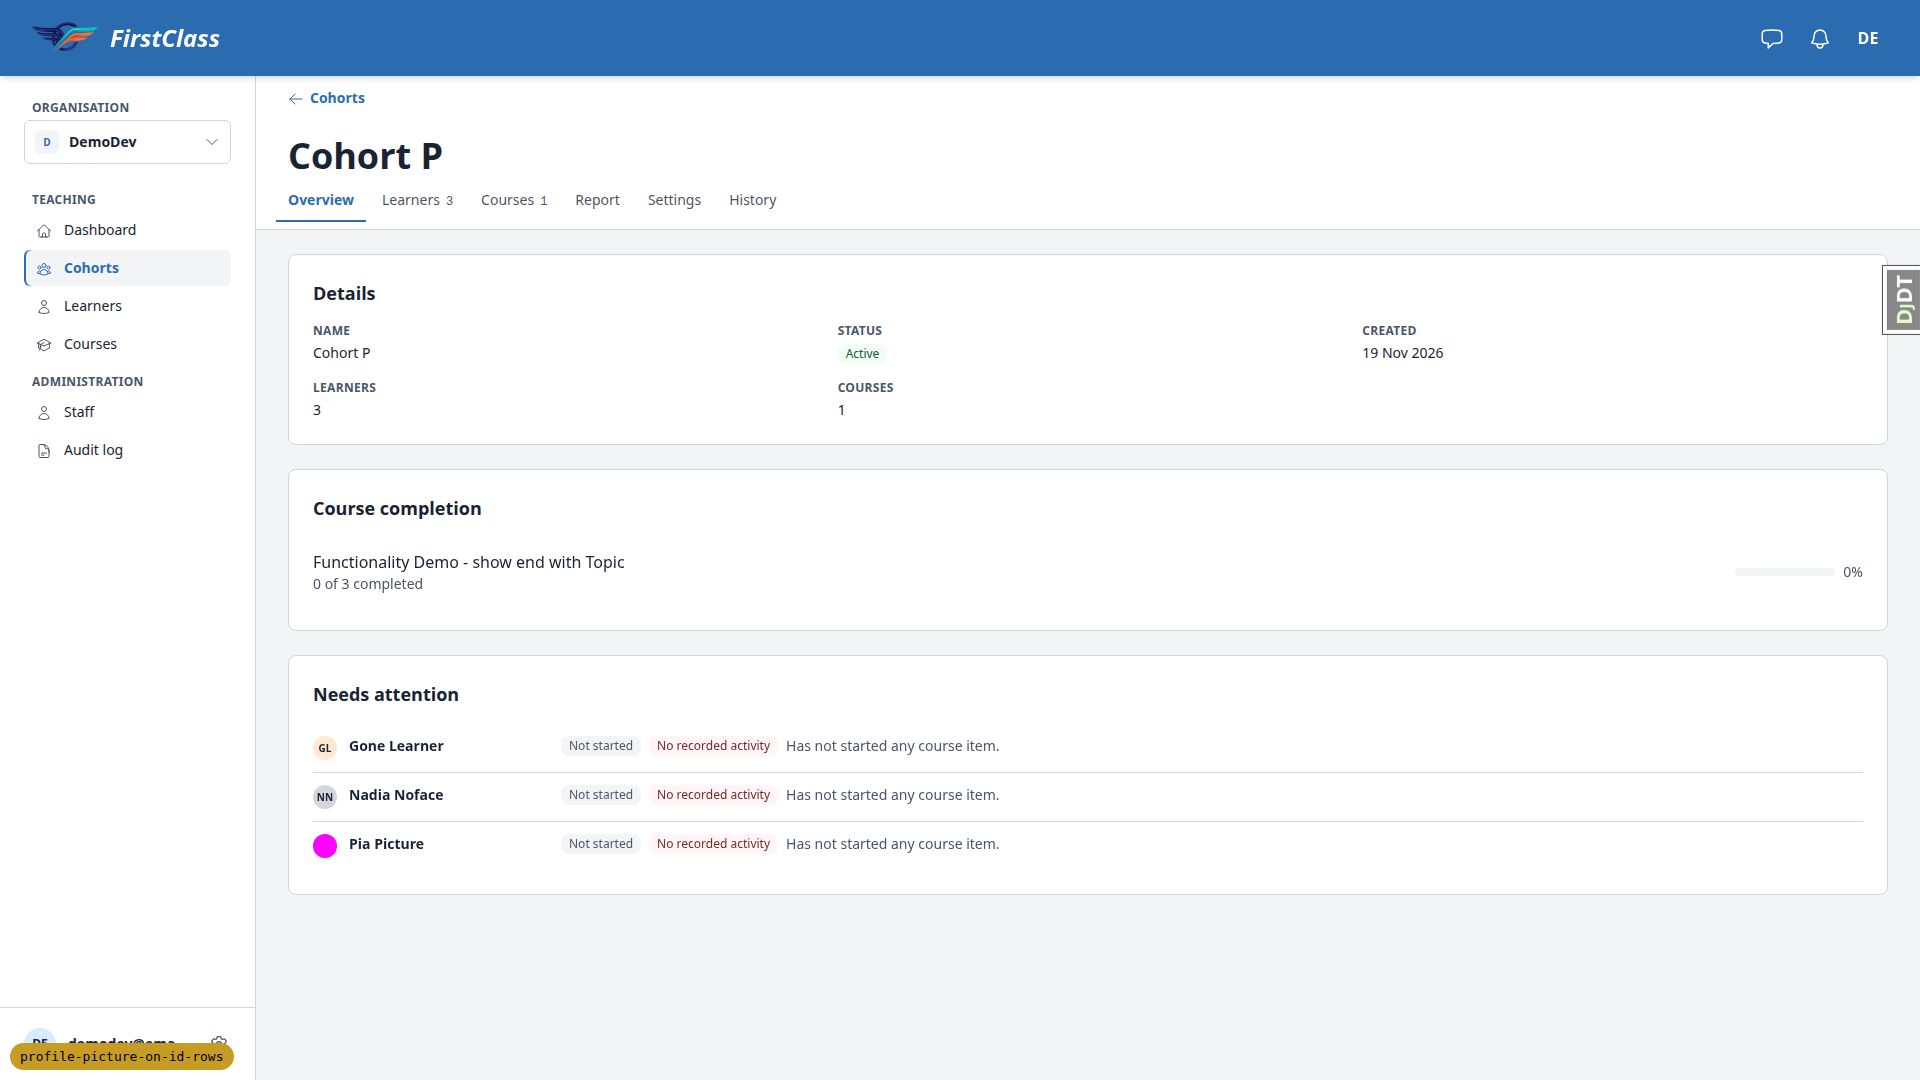 FirstClass
DE
ORGANISATION
D DemoDev
TEACHING
Dashboard
Cohorts
Learners
Courses
ADMINISTRATION
Staff
Audit log
profile-picture-on-id-rows
Cohorts
Cohort P
Overview Learners 3 Courses 1 Report Settings History
Details
NAME STATUS CREATED
Cohort P Active 19 Nov 2026
LEARNERS COURSES
3 1
Course completion
Functionality Demo - show end with Topic
0 of 3 completed
0%
Needs attention
GL Gone Learner Not started No recorded activity Has not started any course item.
NN Nadia Noface Not started No recorded activity Has not started any course item.
Pia Picture Not started No recorded activity Has not started any course item.
DjDT